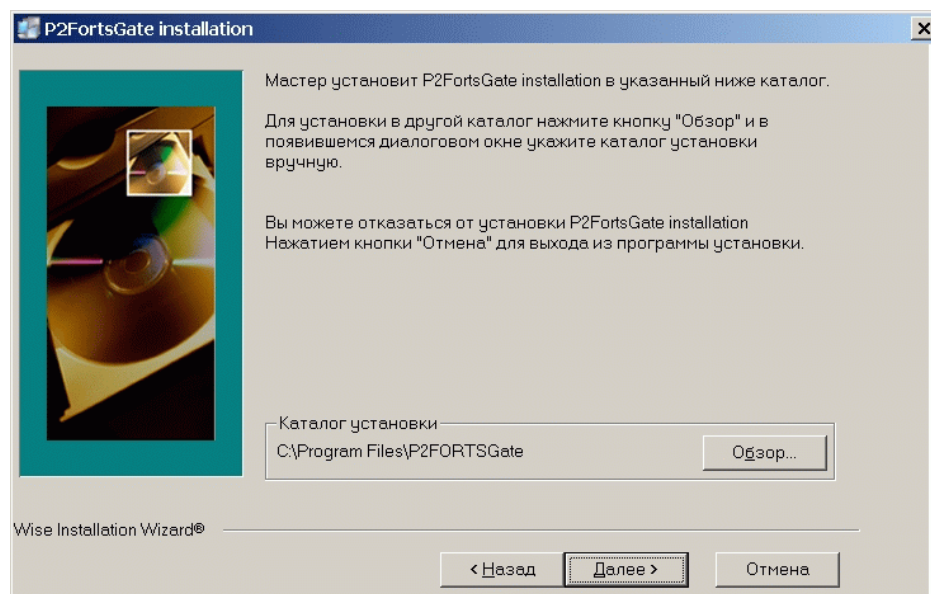 P2FortsGate installation
Мастер установит P2FortsGate installation в указанный ниже каталог.
Для установки в другой каталог нажмите кнопку "Обзор" и в
появившемся диалоговом окне укажите каталог установки
вручную.
Вы можете отказаться от установки P2FortsGate installation
Нажатием кнопки "Отмена" для выхода из программы установки.
Каталог установки
C:\Program Files\P2FORTSGate
Обзор...
Wise Installation Wizard®
< Назад
Далее >
Отмена